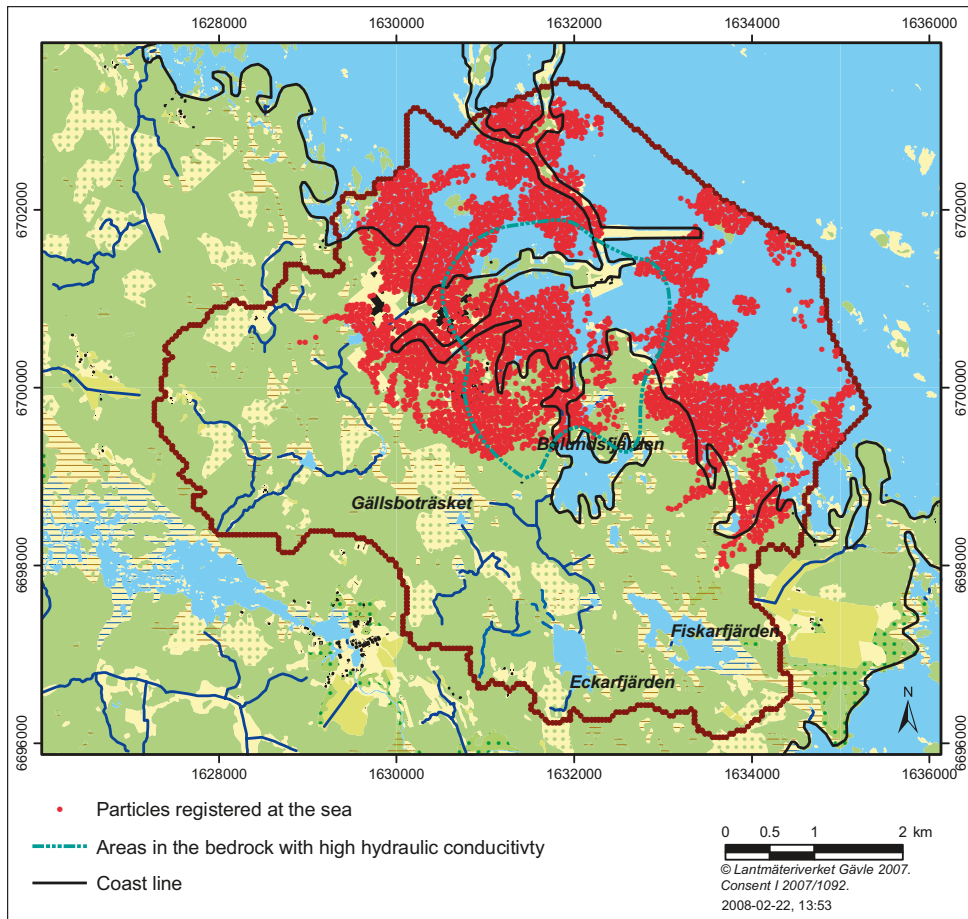 1628000 1630000 1632000 1634000 1636000
6702000 6702000
6700000 6700000
Bolundsfjärden
Gällsboträsket
6698000 6698000
Fiskarfjärden
Eckarfjärden
N
6696000 6696000
1628000 1630000 1632000 1634000 1636000
Particles registered at the sea
Areas in the bedrock with high hydraulic conducitivty
Coast line
0 0.5 1 2 km
© Lantmäteriverket Gävle 2007.
Consent I 2007/1092.
2008-02-22, 13:53